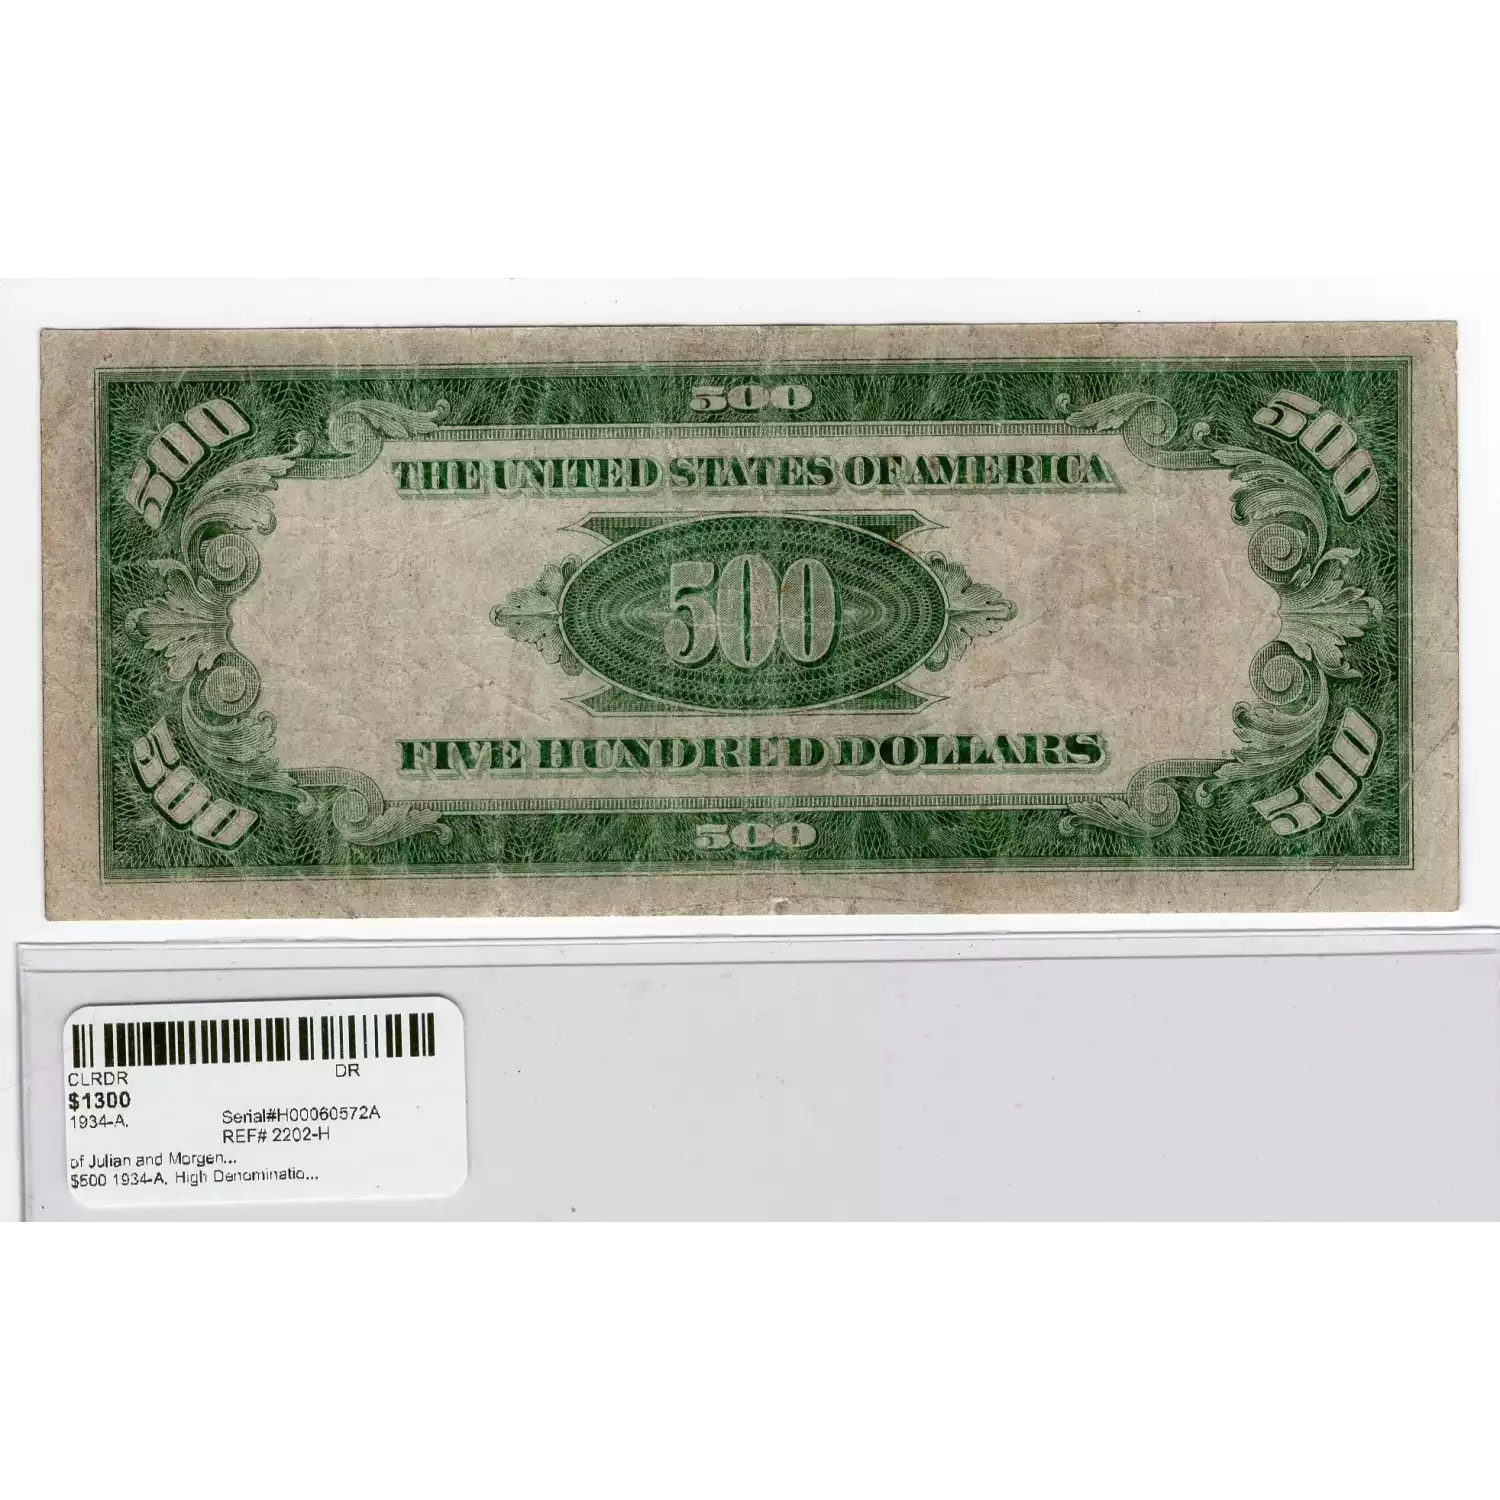 500
500 500
THE UNITED STATES OF AMERICA
500
FIVE HUNDRED DOLLARS
500 500
500
CLRDR DR
$1300
1934-A, Serial#H00060572A
REF# 2202-H
of Julian and Morgen...
$500 1934-A, High Denominatio...